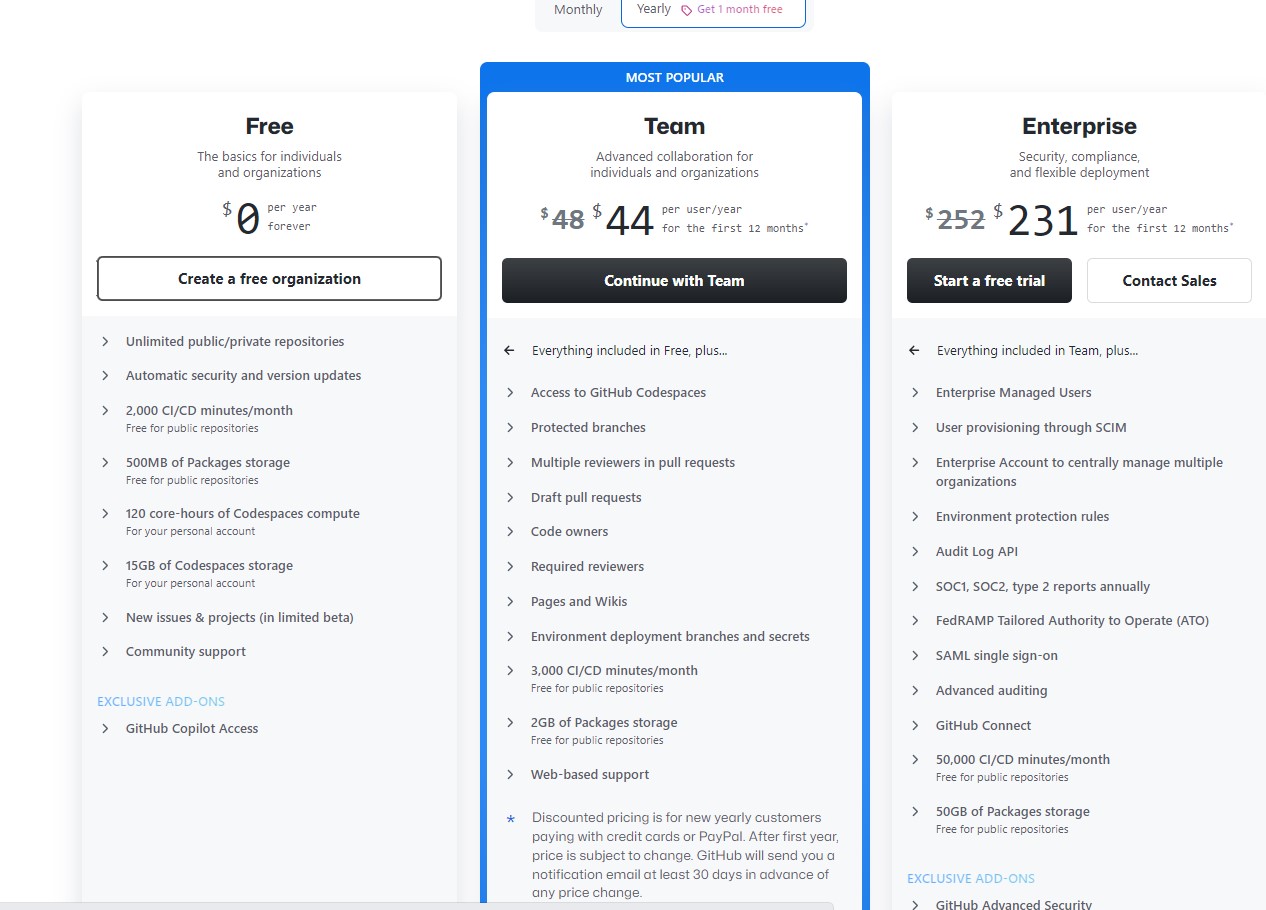 Monthly
Yearly Get 1 month free
MOST POPULAR
Free
The basics for individuals
and organizations
$ 0 per year
forever
Create a free organization
Unlimited public/private repositories
Automatic security and version updates
2,000 CI/CD minutes/month
Free for public repositories
500MB of Packages storage
Free for public repositories
120 core-hours of Codespaces compute
For your personal account
15GB of Codespaces storage
For your personal account
New issues & projects (in limited beta)
Community support
EXCLUSIVE ADD-ONS
GitHub Copilot Access
Team
Advanced collaboration for
individuals and organizations
$ 48 $ 44 per user/year
for the first 12 months*
Continue with Team
Everything included in Free, plus...
Access to GitHub Codespaces
Protected branches
Multiple reviewers in pull requests
Draft pull requests
Code owners
Required reviewers
Pages and Wikis
Environment deployment branches and secrets
3,000 CI/CD minutes/month
Free for public repositories
2GB of Packages storage
Free for public repositories
Web-based support
* Discounted pricing is for new yearly customers
paying with credit cards or PayPal. After first year,
price is subject to change. GitHub will send you a
notification email at least 30 days in advance of
any price change.
Enterprise
Security, compliance,
and flexible deployment
$ 252 $ 231 per user/year
for the first 12 months*
Start a free trial
Contact Sales
Everything included in Team, plus...
Enterprise Managed Users
User provisioning through SCIM
Enterprise Account to centrally manage multiple
organizations
Environment protection rules
Audit Log API
SOC1, SOC2, type 2 reports annually
FedRAMP Tailored Authority to Operate (ATO)
SAML single sign-on
Advanced auditing
GitHub Connect
50,000 CI/CD minutes/month
Free for public repositories
50GB of Packages storage
Free for public repositories
EXCLUSIVE ADD-ONS
GitHub Advanced Security